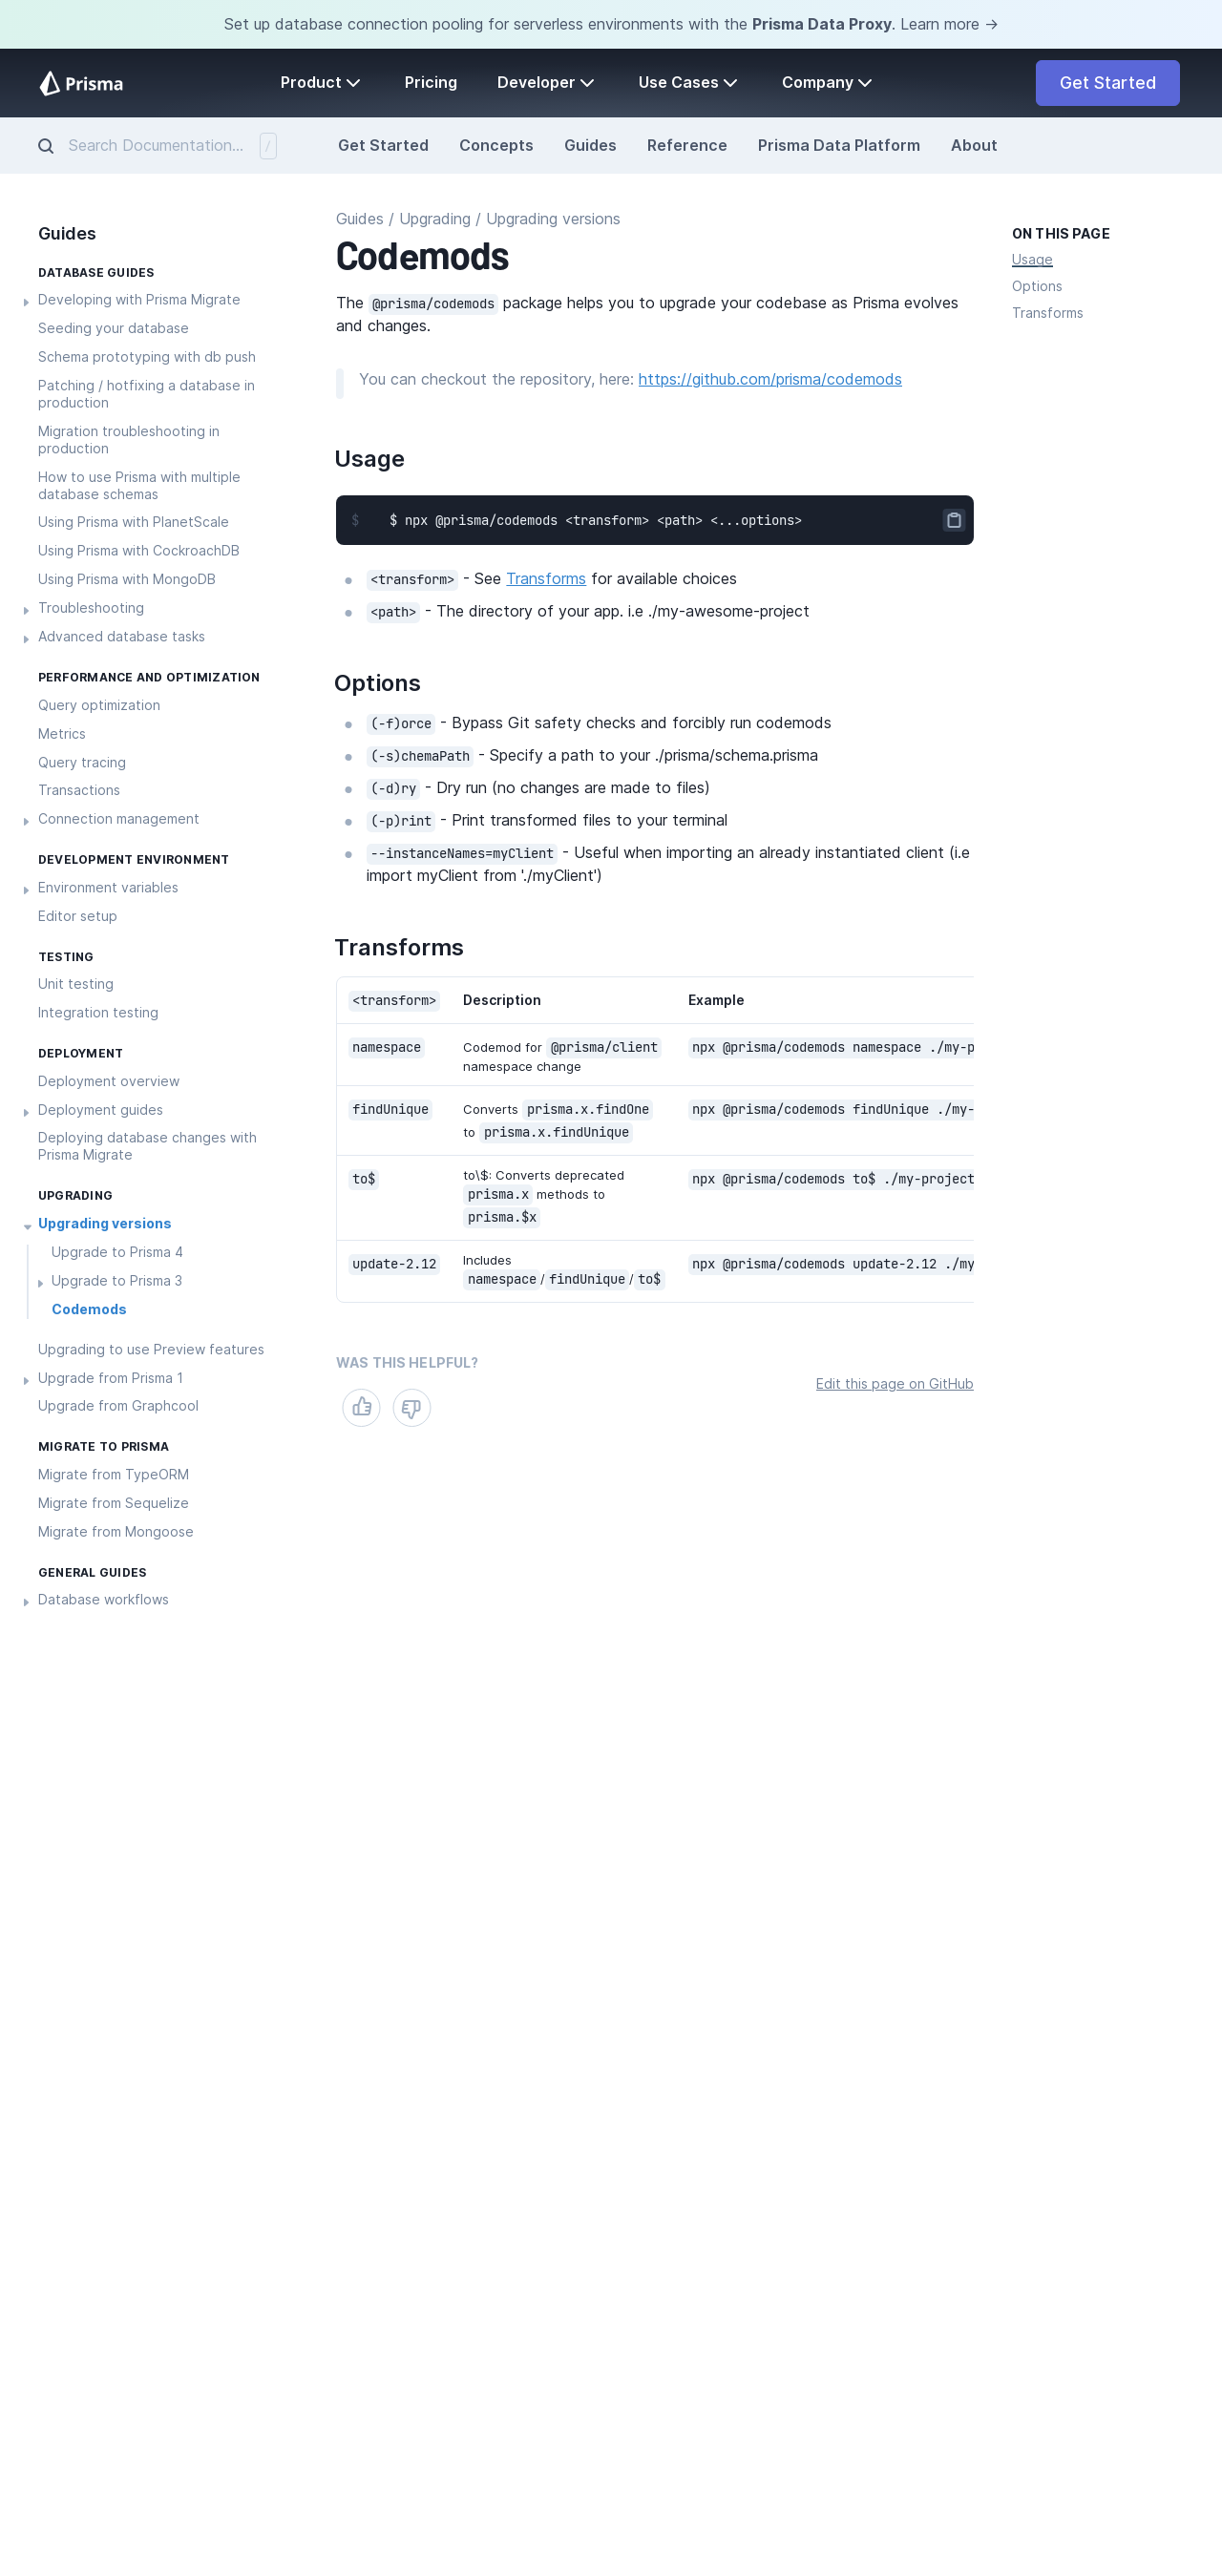 Set up database connection pooling for serverless environments with the Prisma Data Proxy. Learn more →
Prisma
Product
Pricing
Developer
Use Cases
Company
Get Started
Search Documentation...
/
Get Started
Concepts
Guides
Reference
Prisma Data Platform
About
Guides
DATABASE GUIDES
Developing with Prisma Migrate
Seeding your database
Schema prototyping with db push
Patching / hotfixing a database in
production
Migration troubleshooting in
production
How to use Prisma with multiple
database schemas
Using Prisma with PlanetScale
Using Prisma with CockroachDB
Using Prisma with MongoDB
Troubleshooting
Advanced database tasks
PERFORMANCE AND OPTIMIZATION
Query optimization
Metrics
Query tracing
Transactions
Connection management
DEVELOPMENT ENVIRONMENT
Environment variables
Editor setup
TESTING
Unit testing
Integration testing
DEPLOYMENT
Deployment overview
Deployment guides
Deploying database changes with
Prisma Migrate
UPGRADING
Upgrading versions
Upgrade to Prisma 4
Upgrade to Prisma 3
Codemods
Upgrading to use Preview features
Upgrade from Prisma 1
Upgrade from Graphcool
MIGRATE TO PRISMA
Migrate from TypeORM
Migrate from Sequelize
Migrate from Mongoose
GENERAL GUIDES
Database workflows
Guides / Upgrading / Upgrading versions
Codemods
The @prisma/codemods package helps you to upgrade your codebase as Prisma evolves
and changes.
You can checkout the repository, here: https://github.com/prisma/codemods
Usage
$ $ npx @prisma/codemods <transform> <path> <...options>
<transform> - See Transforms for available choices
<path> - The directory of your app. i.e ./my-awesome-project
Options
(-f)orce - Bypass Git safety checks and forcibly run codemods
(-s)chemaPath - Specify a path to your ./prisma/schema.prisma
(-d)ry - Dry run (no changes are made to files)
(-p)rint - Print transformed files to your terminal
--instanceNames=myClient - Useful when importing an already instantiated client (i.e
import myClient from './myClient')
Transforms
<transform> Description Example
namespace Codemod for @prisma/client npx @prisma/codemods namespace ./my-p
namespace change
findUnique Converts prisma.x.findOne npx @prisma/codemods findUnique ./my-
to prisma.x.findUnique
to$ to\$: Converts deprecated npx @prisma/codemods to$ ./my-project
prisma.x methods to
prisma.$x
update-2.12 Includes npx @prisma/codemods update-2.12 ./my
namespace/findUnique/to$
WAS THIS HELPFUL?
Edit this page on GitHub
ON THIS PAGE
Usage
Options
Transforms